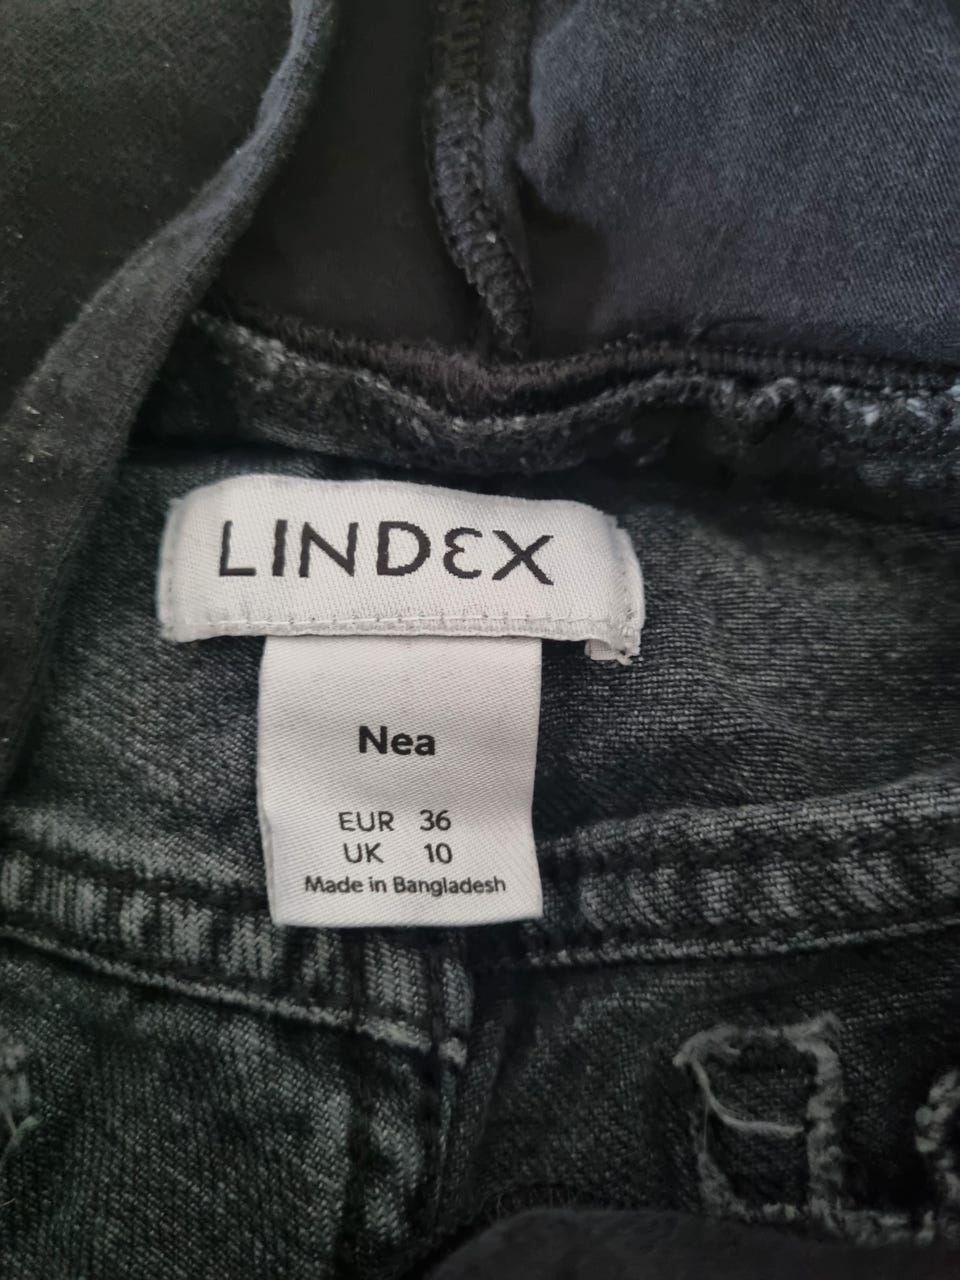 LINDEX
Nea
EUR 36
UK 10
Made in Bangladesh